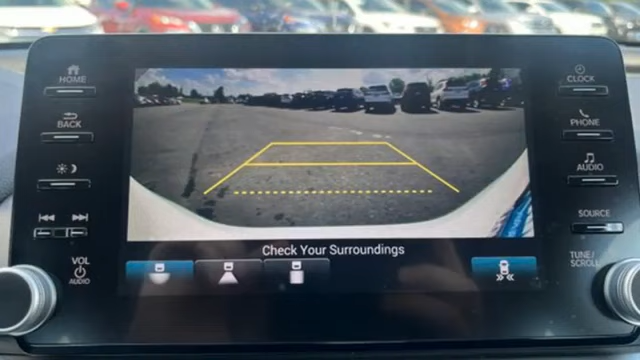 HOME
BACK
VOL
AUDIO
Check Your Surroundings
CLOCK
PHONE
AUDIO
SOURCE
TUNE/
SCROLL